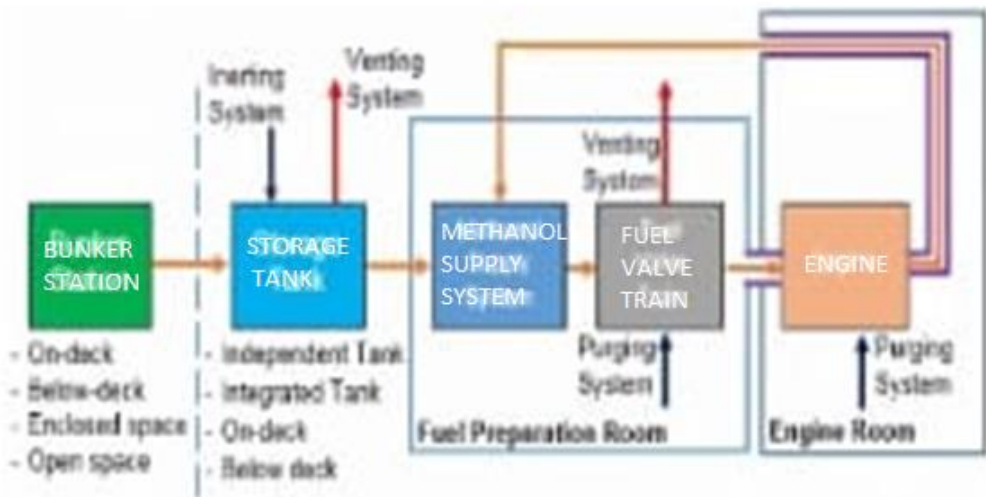 Inerting
System
Venting
System
Venting
System
BUNKER
STATION
STORAGE
TANK
METHANOL
SUPPLY
SYSTEM
FUEL
VALVE
TRAIN
ENGINE
- On-deck
- Below-deck
- Enclosed space
- Open space
- Independent Tank
- Integrated Tank
- On-deck
- Below deck
Purging
System
Fuel Preparation Room
Purging
System
Engine Room